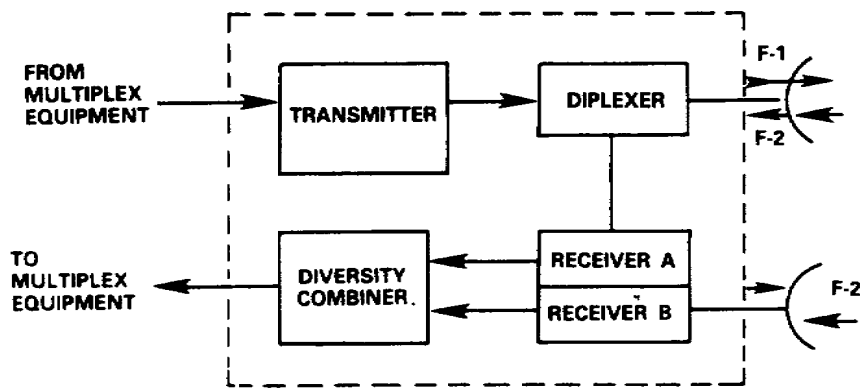 FROM
MULTIPLEX
EQUIPMENT
TRANSMITTER
DIPLEXER
F-1
F-2
TO
MULTIPLEX
EQUIPMENT
DIVERSITY
COMBINER.
RECEIVER A
RECEIVER B
F-2